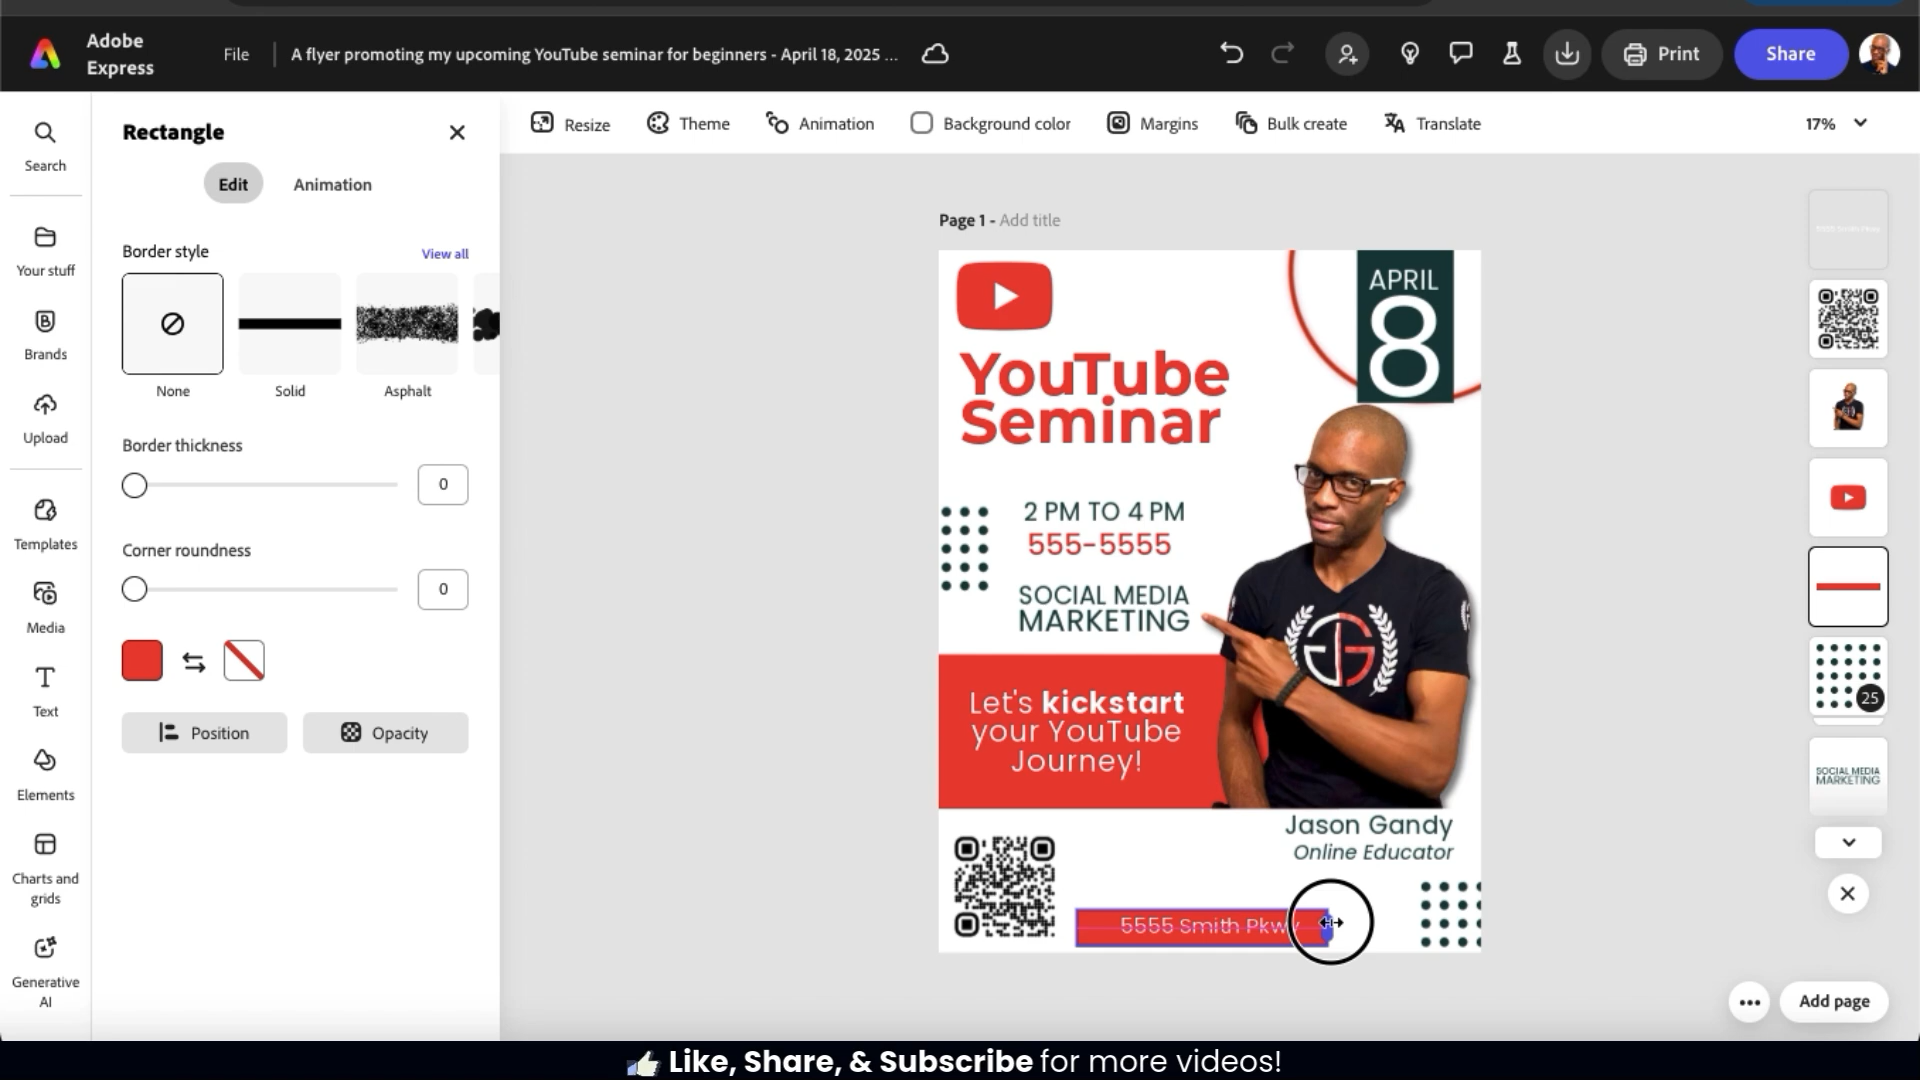 Adobe
Express
File
A flyer promoting my upcoming YouTube seminar for beginners - April 18, 2025 ...
Print
Share
Search
Your stuff
Brands
Upload
Templates
Media
Text
Elements
Charts and
grids
Generative
AI
Rectangle
Edit
Animation
Border style
View all
None
Solid
Asphalt
Border thickness
0
Corner roundness
0
Position
Opacity
Resize
Theme
Animation
Background color
Margins
Bulk create
Translate
17%
Page 1 - Add title
APRIL
8
YouTube
Seminar
2 PM TO 4 PM
555-5555
SOCIAL MEDIA
MARKETING
Let's kickstart
your YouTube
Journey!
Jason Gandy
Online Educator
5555 Smith Pkwy
5555 Smith Pkwy
25
SOCIAL MEDIA
MARKETING
Add page
Like, Share, & Subscribe for more videos!